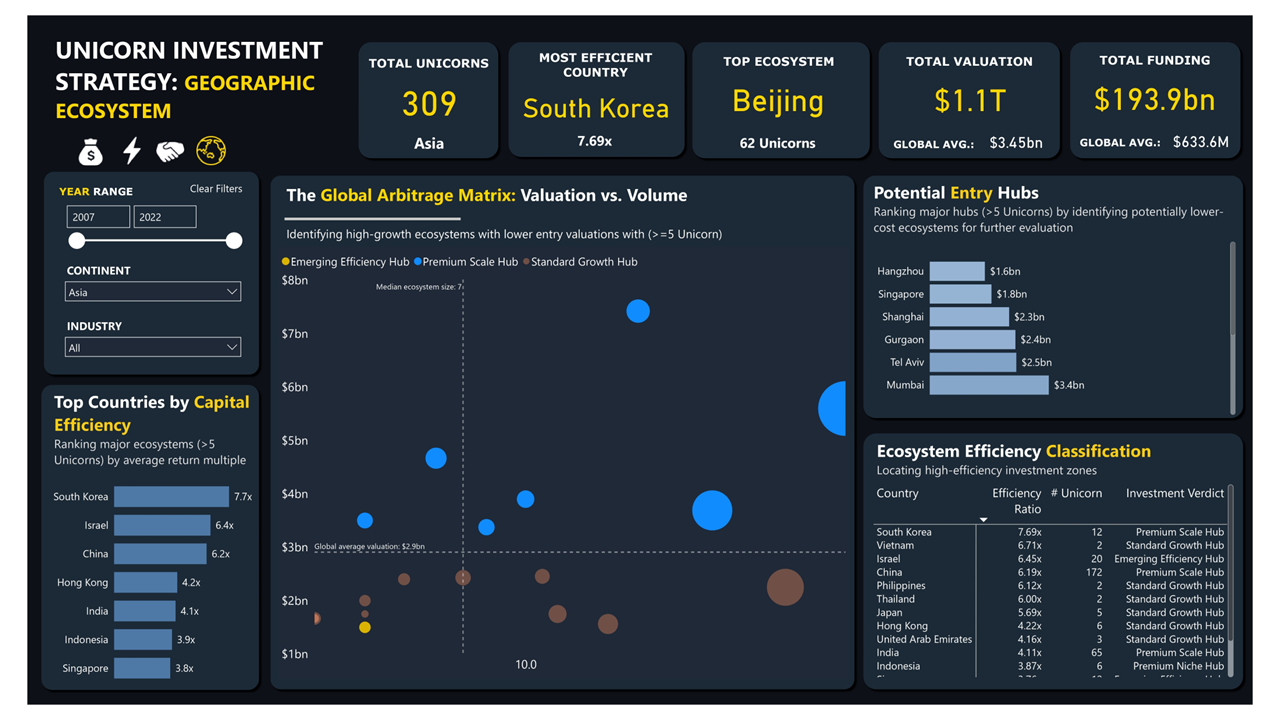 UNICORN INVESTMENT
STRATEGY: GEOGRAPHIC
ECOSYSTEM
TOTAL UNICORNS
309
Asia
MOST EFFICIENT
COUNTRY
South Korea
7.69x
TOP ECOSYSTEM
Beijing
62 Unicorns
TOTAL VALUATION
$1.1T
GLOBAL AVG.: $3.45bn
TOTAL FUNDING
$193.9bn
GLOBAL AVG.: $633.6M
YEAR RANGE
Clear Filters
2007
2022
CONTINENT
Asia
INDUSTRY
All
Top Countries by Capital
Efficiency
Ranking major ecosystems (>5
Unicorns) by average return multiple
South Korea 7.7x
Israel 6.4x
China 6.2x
Hong Kong 4.2x
India 4.1x
Indonesia 3.9x
Singapore 3.8x
The Global Arbitrage Matrix: Valuation vs. Volume
Identifying high-growth ecosystems with lower entry valuations with (>=5 Unicorn)
Emerging Efficiency Hub Premium Scale Hub Standard Growth Hub
$8bn
Median ecosystem size: 7
$7bn
$6bn
$5bn
$4bn
$3bn
Global average valuation: $2.9bn
$2bn
$1bn
10.0
Potential Entry Hubs
Ranking major hubs (>5 Unicorns) by identifying potentially lower-
cost ecosystems for further evaluation
Hangzhou $1.6bn
Singapore $1.8bn
Shanghai $2.3bn
Gurgaon $2.4bn
Tel Aviv $2.5bn
Mumbai $3.4bn
Ecosystem Efficiency Classification
Locating high-efficiency investment zones
Country Efficiency # Unicorn Investment Verdict
Ratio
South Korea 7.69x 12 Premium Scale Hub
Vietnam 6.71x 2 Standard Growth Hub
Israel 6.45x 20 Emerging Efficiency Hub
China 6.19x 172 Premium Scale Hub
Philippines 6.12x 2 Standard Growth Hub
Thailand 6.00x 2 Standard Growth Hub
Japan 5.69x 5 Standard Growth Hub
Hong Kong 4.22x 6 Standard Growth Hub
United Arab Emirates 4.16x 3 Standard Growth Hub
India 4.11x 65 Premium Scale Hub
Indonesia 3.87x 6 Premium Niche Hub